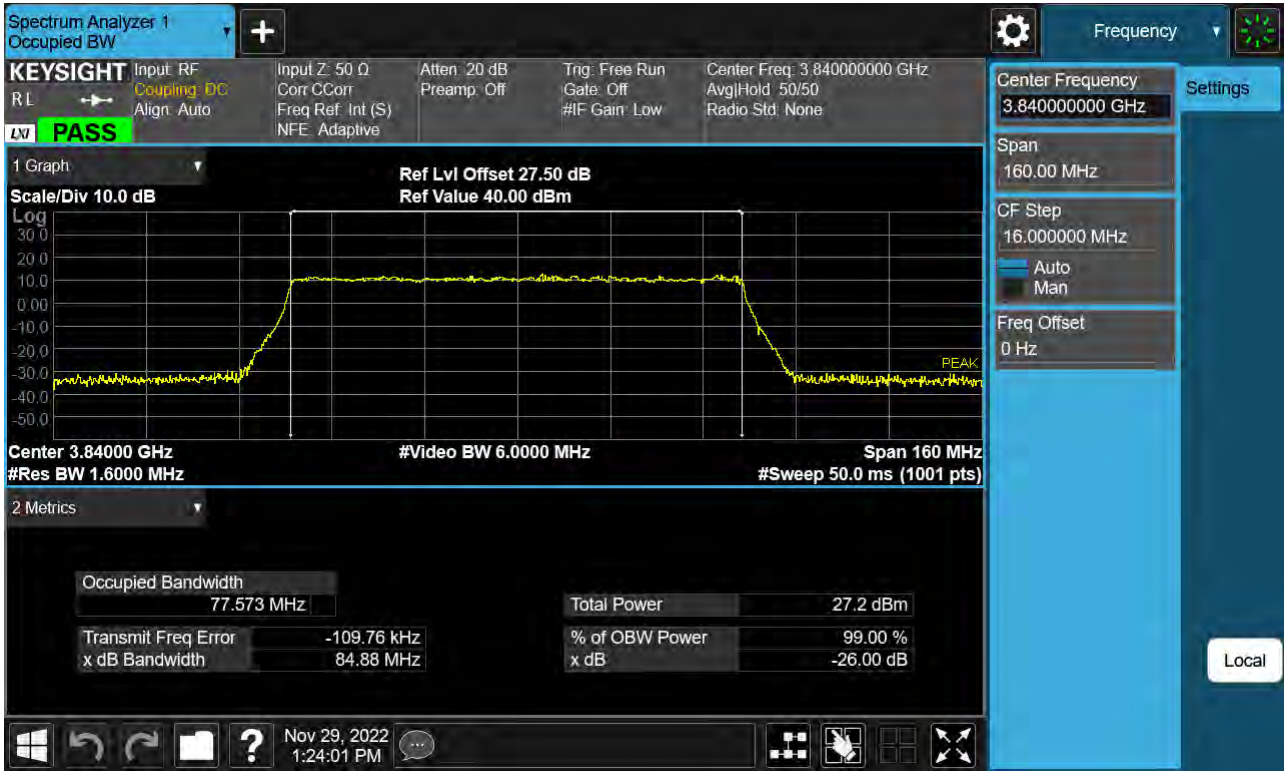 Spectrum Analyzer 1
Occupied BW
+
Frequency
KEYSIGHT
R L
LXI PASS
Input: RF
Coupling: DC
Align: Auto
Input Z: 50 Ω
Corr CCorr
Freq Ref: Int (S)
NFE: Adaptive
Atten: 20 dB
Preamp: Off
Trig: Free Run
Gate: Off
#IF Gain: Low
Center Freq: 3.840000000 GHz
Avg|Hold: 50/50
Radio Std: None
1 Graph
Scale/Div 10.0 dB
Ref Lvl Offset 27.50 dB
Ref Value 40.00 dBm
Log
30.0
20.0
10.0
0.00
-10.0
-20.0
-30.0
-40.0
-50.0
PEAK
Center 3.84000 GHz
#Video BW 6.0000 MHz
Span 160 MHz
#Res BW 1.6000 MHz
#Sweep 50.0 ms (1001 pts)
2 Metrics
Occupied Bandwidth
77.573 MHz
Total Power 27.2 dBm
Transmit Freq Error -109.76 kHz
% of OBW Power 99.00 %
x dB Bandwidth 84.88 MHz
x dB -26.00 dB
Center Frequency
3.840000000 GHz
Settings
Span
160.00 MHz
CF Step
16.000000 MHz
Auto
Man
Freq Offset
0 Hz
Local
?
Nov 29, 2022
1:24:01 PM